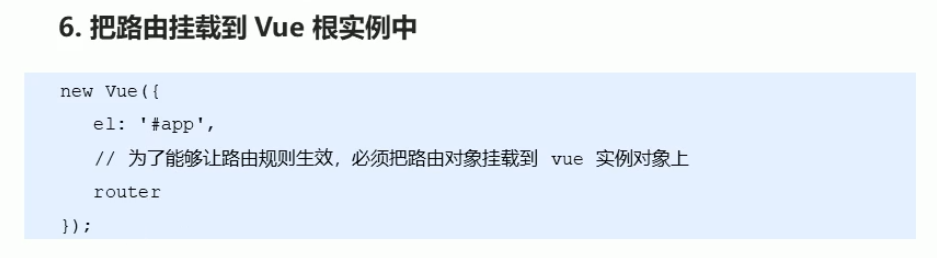 6. 把路由挂载到 Vue 根实例中
new Vue({
el: '#app',
// 为了能够让路由规则生效，必须把路由对象挂载到 vue 实例对象上
router
});